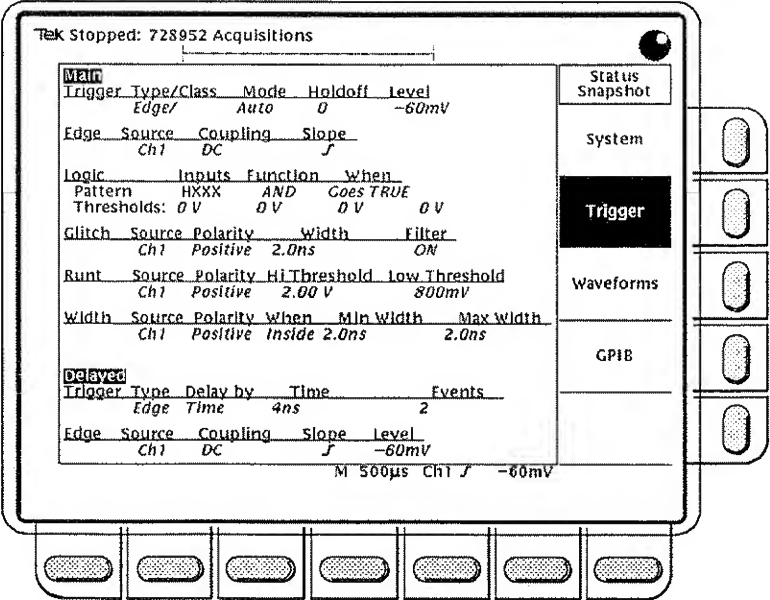 Tek Stopped: 728952 Acquisitions
Main
Trigger Type/Class Mode Holdoff Level
Edge/ Auto 0 -60mV
Edge Source Coupling Slope
Ch1 DC
Logic Inputs Function When
Pattern HXXX AND Goes TRUE
Thresholds: 0 V 0 V 0 V 0 V
Glitch Source Polarity Width Filter
Ch1 Positive 2.0ns ON
Runt Source Polarity Hi Threshold Low Threshold
Ch1 Positive 2.00 V 800mV
Width Source Polarity When Min Width Max Width
Ch1 Positive Inside 2.0ns 2.0ns
Delayed
Trigger Type Delay by Time Events
Edge Time 4ns 2
Edge Source Coupling Slope Level
Ch1 DC -60mV
M 500µs Ch1 -60mV
Status
Snapshot
System
Trigger
Waveforms
GPIB